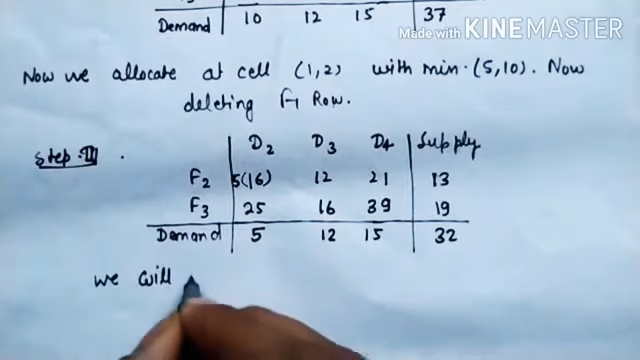 Demand 10 12 15 37
Made with KINEMASTER
Now we allocate at cell (1,2) with min. (5,10). Now
deleting F1 Row.
Step-III.
D2 D3 D4 Supply
F2 5(16) 12 21 13
F3 25 16 39 19
Demand 5 12 15 32
we will